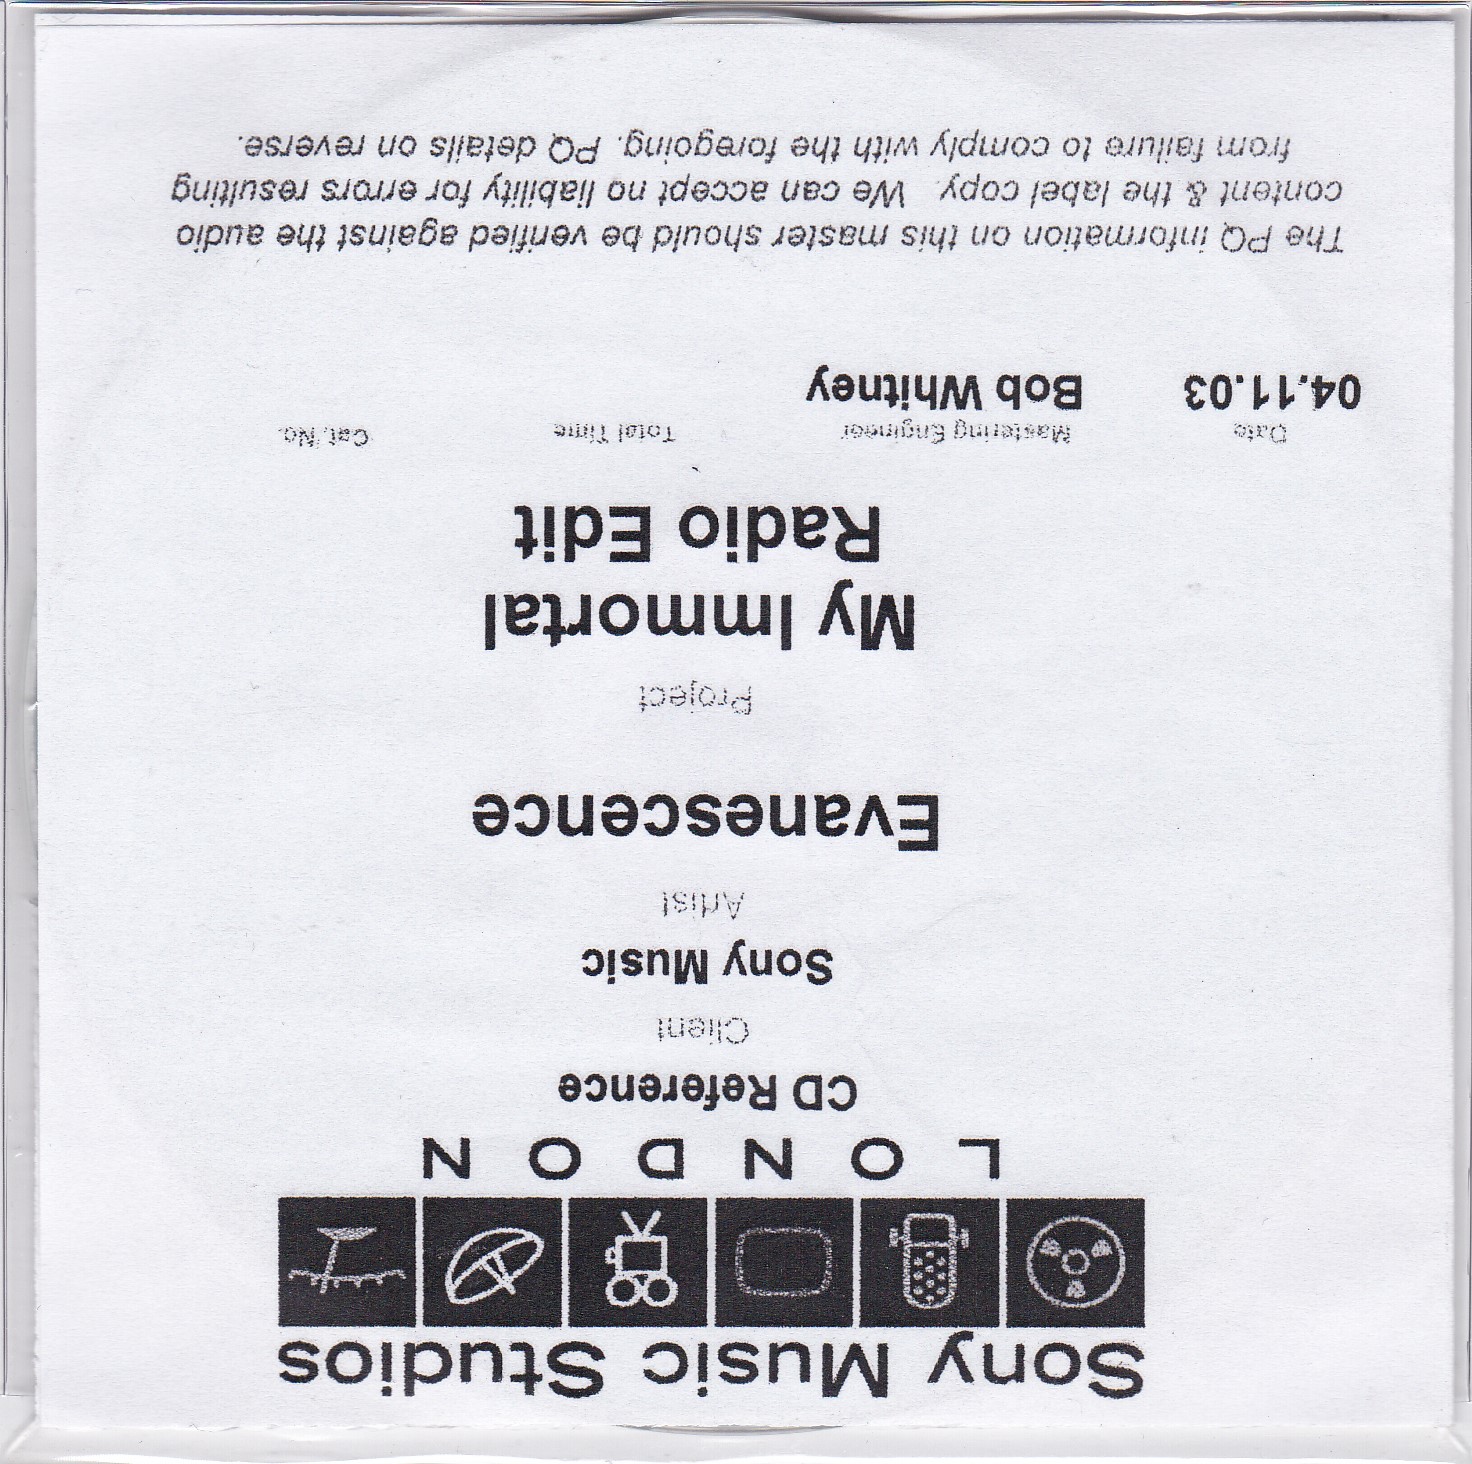 Sony Music Studios
LONDON
CD Reference
Client
Sony Music
Artist
Evanescence
Project
My Immortal
Radio Edit
Date Mastering Engineer Total Time Cat. No.
04.11.03 Bob Whitney
The PQ information on this master should be verified against the audio
content & the label copy. We can accept no liability for errors resulting
from failure to comply with the foregoing. PQ details on reverse.